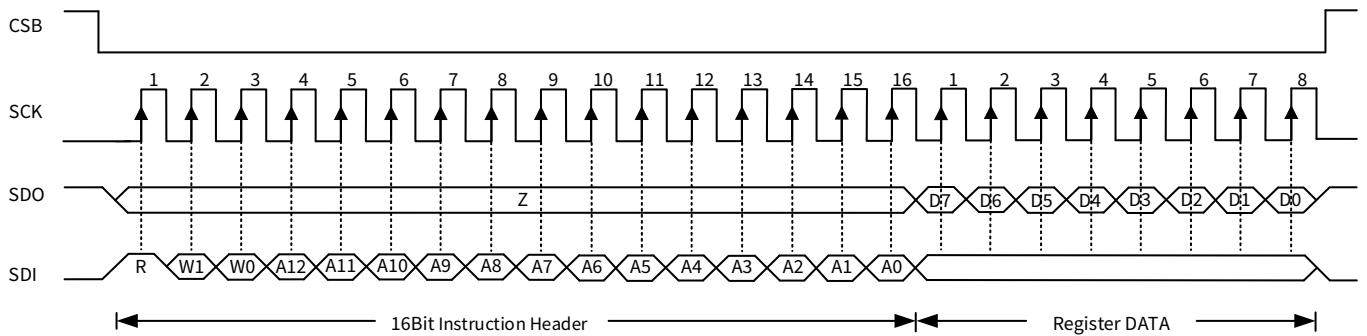 CSB
1 2 3 4 5 6 7 8 9 10 11 12 13 14 15 16 1 2 3 4 5 6 7 8
SCK
SDO Z D7 D6 D5 D4 D3 D2 D1 D0
SDI R W1 W0 A12 A11 A10 A9 A8 A7 A6 A5 A4 A3 A2 A1 A0
16Bit Instruction Header Register DATA